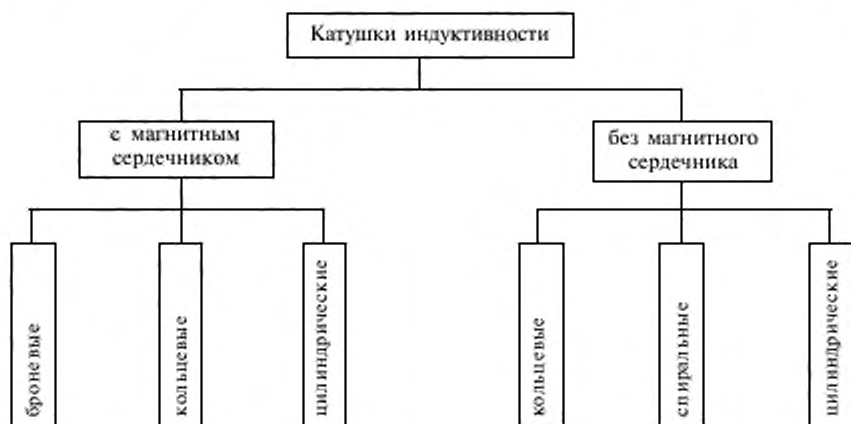 Катушки индуктивности
с магнитным
сердечником
без магнитного
сердечника
броневые
кольцевые
цилиндрические
кольцевые
спиральные
цилиндрические